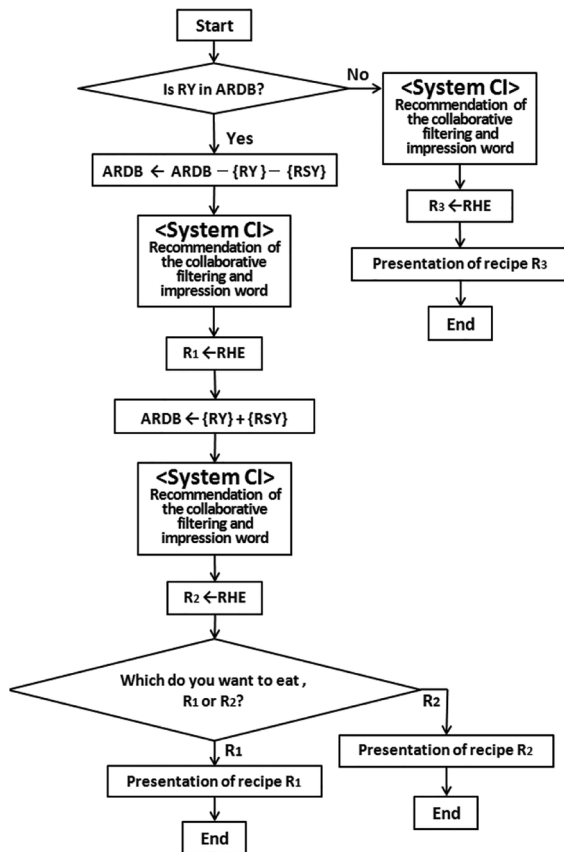 Start
Is RY in ARDB?
No
<System CI>
Recommendation of
the collaborative
filtering and
impression word
Yes
ARDB ← ARDB − {RY} − {RSY}
R3 ←RHE
<System CI>
Recommendation of
the collaborative
filtering and
impression word
Presentation of recipe R3
End
R1 ←RHE
ARDB ← {RY} + {RSY}
<System CI>
Recommendation of
the collaborative
filtering and
impression word
R2 ←RHE
Which do you want to eat ,
R1 or R2?
R2
R1
Presentation of recipe R2
Presentation of recipe R1
End
End